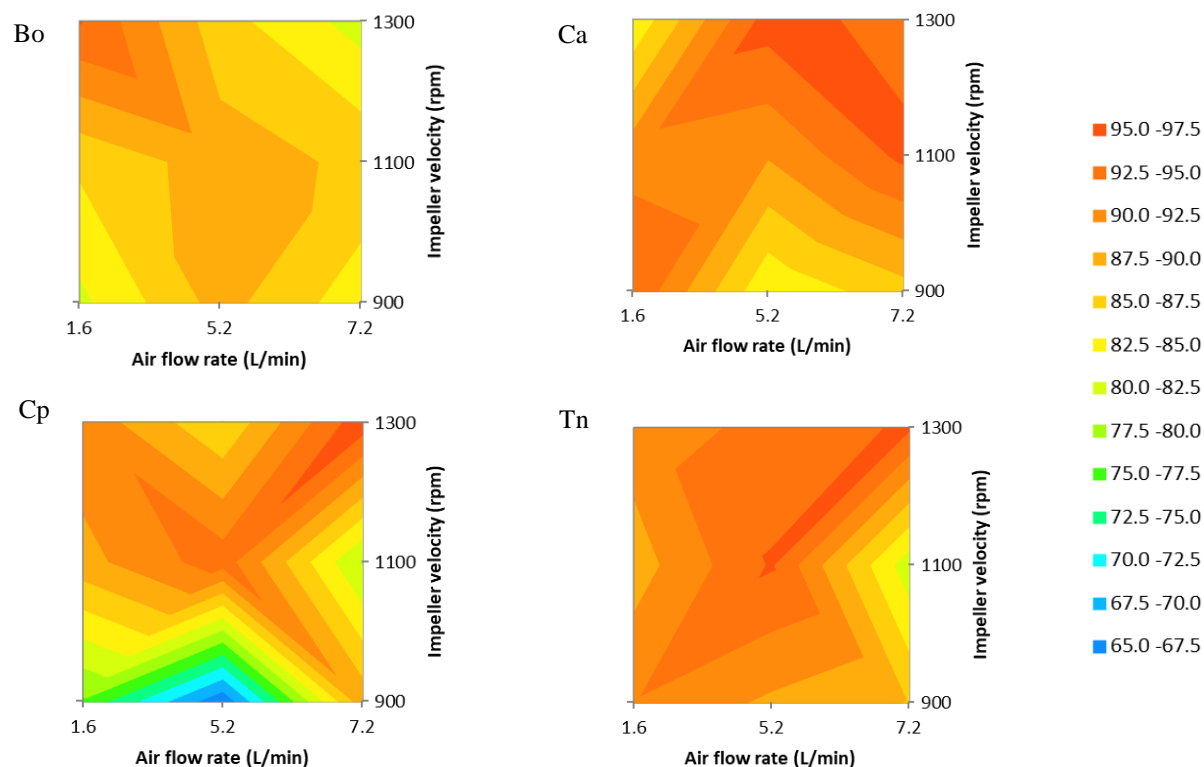 Bo
1300
1100
900
Impeller velocity (rpm)
1.6 5.2 7.2
Air flow rate (L/min)
Ca
1300
1100
900
Impeller velocity (rpm)
1.6 5.2 7.2
Air flow rate (L/min)
Cp
1300
1100
900
Impeller velocity (rpm)
1.6 5.2 7.2
Air flow rate (L/min)
Tn
1300
1100
900
Impeller velocity (rpm)
1.6 5.2 7.2
Air flow rate (L/min)
95.0 -97.5
92.5 -95.0
90.0 -92.5
87.5 -90.0
85.0 -87.5
82.5 -85.0
80.0 -82.5
77.5 -80.0
75.0 -77.5
72.5 -75.0
70.0 -72.5
67.5 -70.0
65.0 -67.5